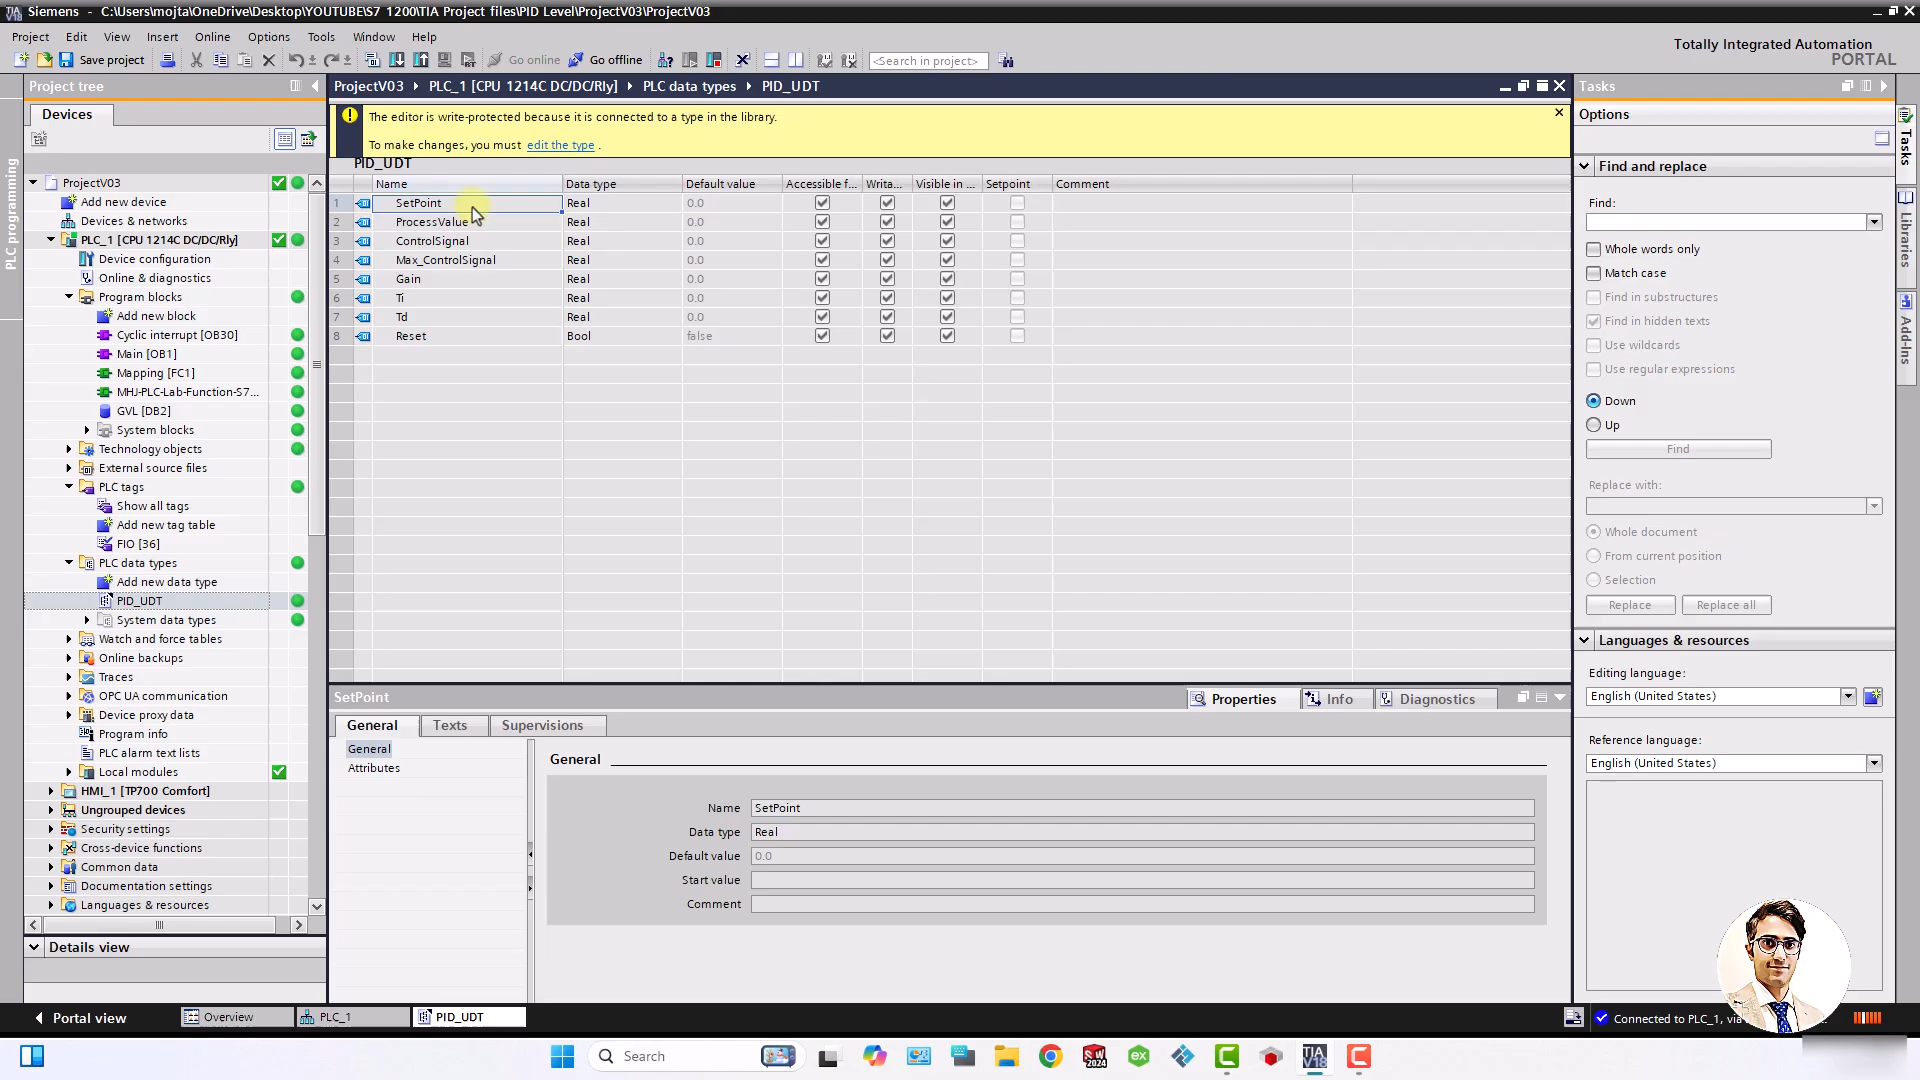 Siemens - C:\Users\mojta\OneDrive\Desktop\YOUTUBE\S7 1200\TIA Project files\PID Level\ProjectV03\ProjectV03
Project Edit View Insert Online Options Tools Window Help
Totally Integrated Automation
PORTAL
Save project Go online Go offline <Search in project>
Project tree
Devices
PLC programming
ProjectV03
Add new device
Devices & networks
PLC_1 [CPU 1214C DC/DC/Rly]
Device configuration
Online & diagnostics
Program blocks
Add new block
Cyclic interrupt [OB30]
Main [OB1]
Mapping [FC1]
MHJ-PLC-Lab-Function-S7...
GVL [DB2]
System blocks
Technology objects
External source files
PLC tags
Show all tags
Add new tag table
FIO [36]
PLC data types
Add new data type
PID_UDT
System data types
Watch and force tables
Online backups
Traces
OPC UA communication
Device proxy data
Program info
PLC alarm text lists
Local modules
HMI_1 [TP700 Comfort]
Ungrouped devices
Security settings
Cross-device functions
Common data
Documentation settings
Languages & resources
Details view
ProjectV03 PLC_1 [CPU 1214C DC/DC/Rly] PLC data types PID_UDT
The editor is write-protected because it is connected to a type in the library.
To make changes, you must edit the type .
PID_UDT
Name Data type Default value Accessible f... Writa... Visible in ... Setpoint Comment
1 SetPoint Real 0.0
2 ProcessValue Real 0.0
3 ControlSignal Real 0.0
4 Max_ControlSignal Real 0.0
5 Gain Real 0.0
6 Ti Real 0.0
7 Td Real 0.0
8 Reset Bool false
SetPoint
Properties Info Diagnostics
General Texts Supervisions
General
Attributes
General
Name SetPoint
Data type Real
Default value 0.0
Start value
Comment
Tasks
Options
Find and replace
Find:
Whole words only
Match case
Find in substructures
Find in hidden texts
Use wildcards
Use regular expressions
Down
Up
Find
Replace with:
Whole document
From current position
Selection
Replace Replace all
Languages & resources
Editing language:
English (United States)
Reference language:
English (United States)
Tasks
Libraries
Add-Ins
Portal view Overview PLC_1 PID_UDT
Connected to PLC_1, via
Search